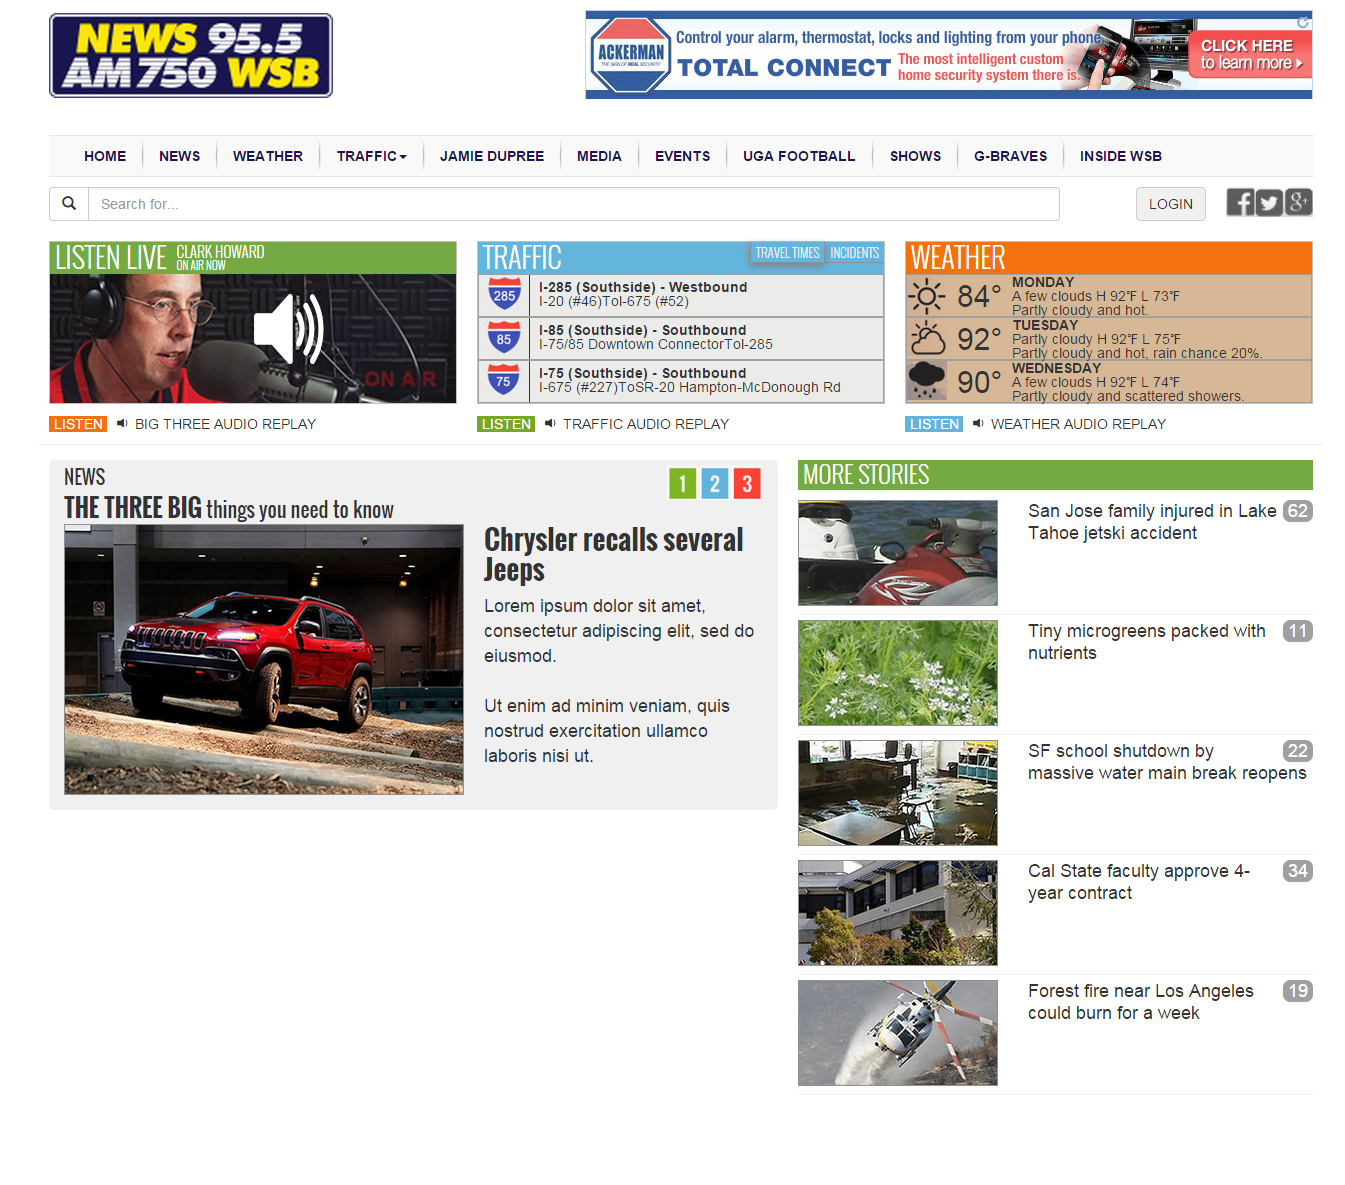 NEWS 95.5
AM 750 WSB
ACKERMAN
THE SIGN OF REAL SECURITY
Control your alarm, thermostat, locks and lighting from your phone.
TOTAL CONNECT
The most intelligent custom
home security system there is.
CLICK HERE
to learn more
HOME
NEWS
WEATHER
TRAFFIC
JAMIE DUPREE
MEDIA
EVENTS
UGA FOOTBALL
SHOWS
G-BRAVES
INSIDE WSB
Search for...
LOGIN
LISTEN LIVE
CLARK HOWARD
ON AIR NOW
ON AIR
LISTEN
BIG THREE AUDIO REPLAY
TRAFFIC
TRAVEL TIMES
INCIDENTS
285
I-285 (Southside) - Westbound
I-20 (#46)ToI-675 (#52)
85
I-85 (Southside) - Southbound
I-75/85 Downtown ConnectorToI-285
75
I-75 (Southside) - Southbound
I-675 (#227)ToSR-20 Hampton-McDonough Rd
LISTEN
TRAFFIC AUDIO REPLAY
WEATHER
84°
MONDAY
A few clouds H 92°F L 73°F
Partly cloudy and hot.
92°
TUESDAY
Partly cloudy H 92°F L 75°F
Partly cloudy and hot, rain chance 20%.
90°
WEDNESDAY
A few clouds H 92°F L 74°F
Partly cloudy and scattered showers.
LISTEN
WEATHER AUDIO REPLAY
NEWS
1 2 3
THE THREE BIG things you need to know
Chrysler recalls several
Jeeps
Lorem ipsum dolor sit amet,
consectetur adipiscing elit, sed do
eiusmod.
Ut enim ad minim veniam, quis
nostrud exercitation ullamco
laboris nisi ut.
MORE STORIES
San Jose family injured in Lake
Tahoe jetski accident
62
Tiny microgreens packed with
nutrients
11
SF school shutdown by
massive water main break reopens
22
Cal State faculty approve 4-
year contract
34
Forest fire near Los Angeles
could burn for a week
19